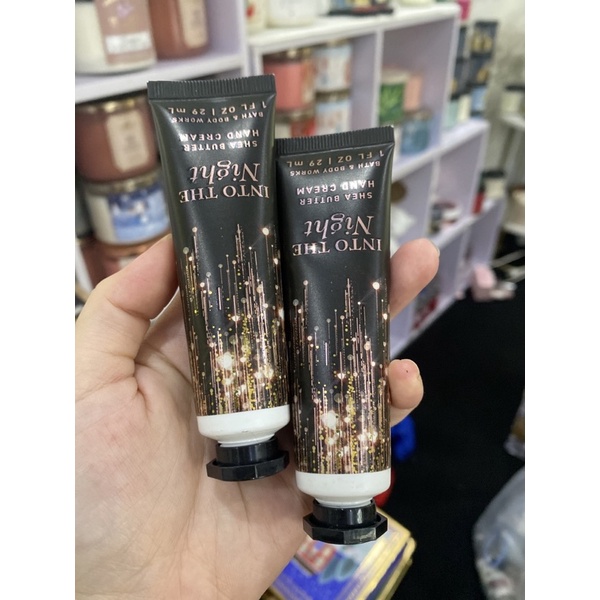 INTO THE
Night
SHEA BUTTER
HAND CREAM
BATH & BODY WORKS
1 FL OZ | 29 mL
INTO THE
Night
SHEA BUTTER
HAND CREAM
BATH & BODY WORKS
1 FL OZ | 29 mL